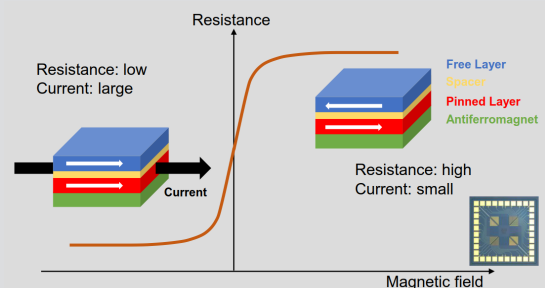 Resistance
Resistance: low
Current: large
Free Layer
Spacer
Pinned Layer
Antiferromagnet
Current
Resistance: high
Current: small
Magnetic field